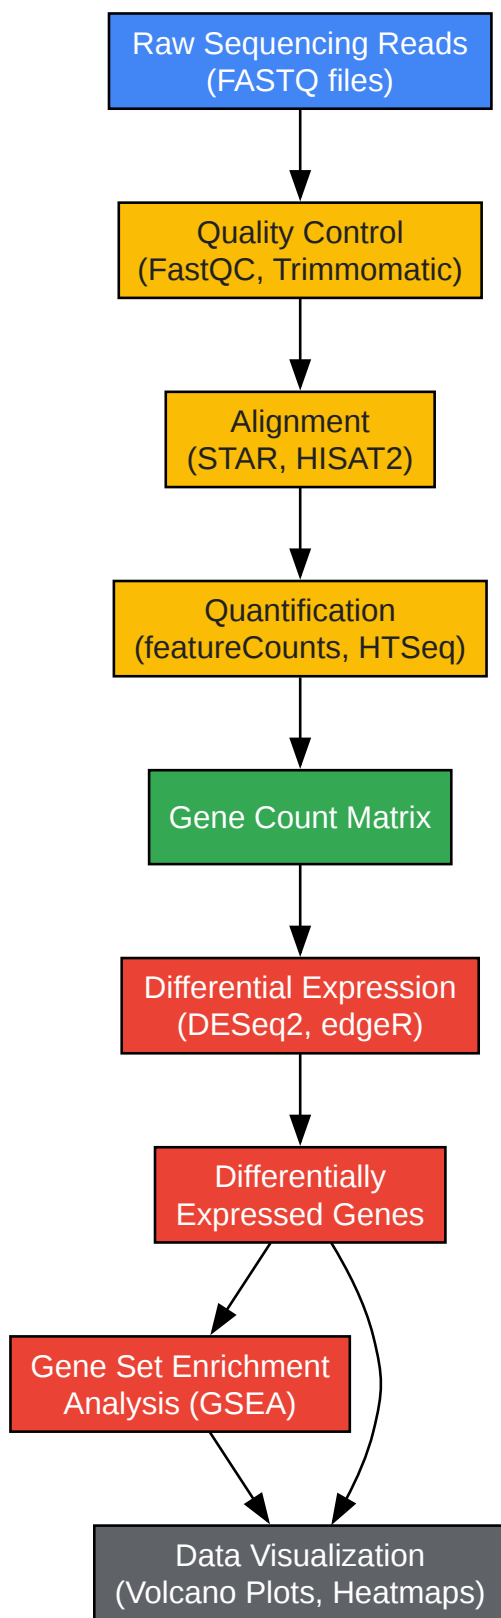 Raw Sequencing Reads
(FASTQ files)
Quality Control
(FastQC, Trimmomatic)
Alignment
(STAR, HISAT2)
Quantification
(featureCounts, HTSeq)
Gene Count Matrix
Differential Expression
(DESeq2, edgeR)
Differentially
Expressed Genes
Gene Set Enrichment
Analysis (GSEA)
Data Visualization
(Volcano Plots, Heatmaps)